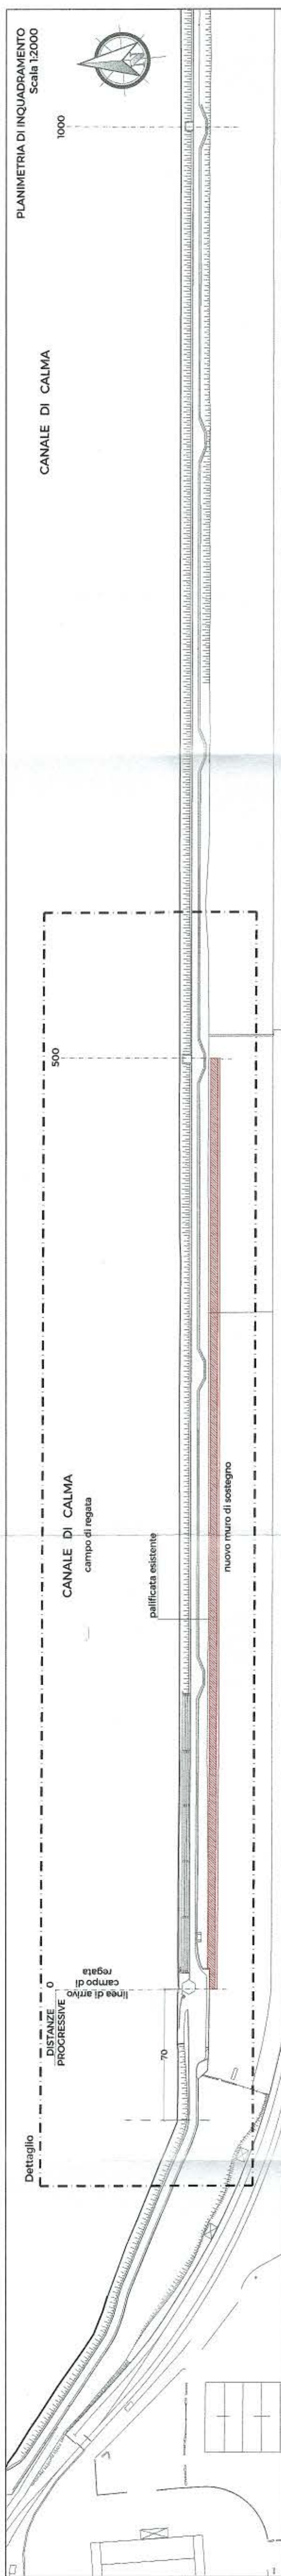 PLANIMETRIA DI INQUADRAMENTO
Scala 1:2000
1000
CANALE DI CALMA
500
CANALE DI CALMA
campo di regata
palificata esistente
nuovo muro di sostegno
DISTANZE
PROGRESSIVE
0
linea di arrivo
campo di
regata
70
Dettaglio